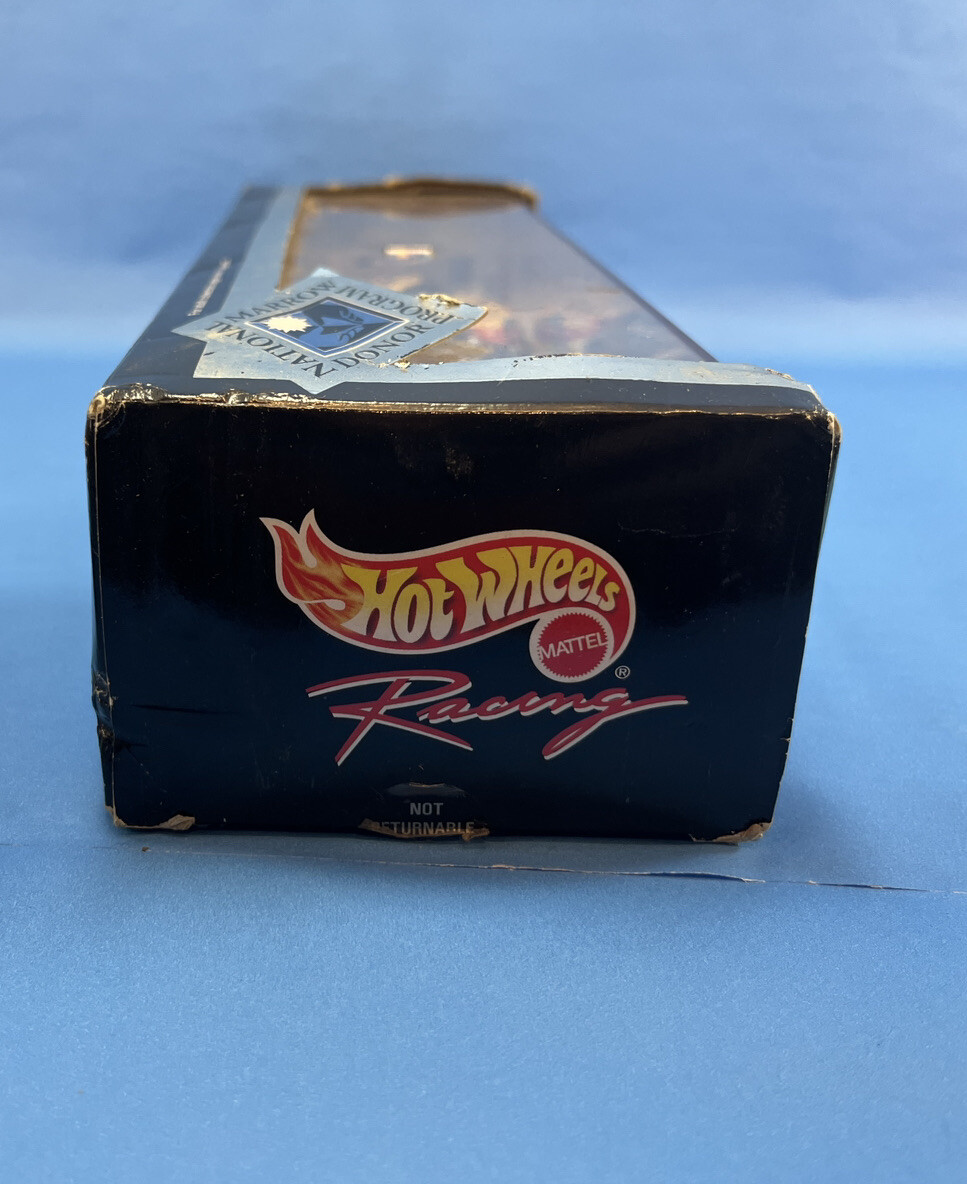 NATIONAL MARROW
DONOR PROGRAM
HOT WHEELS
MATTEL
®
Racing
NOT
RETURNABLE